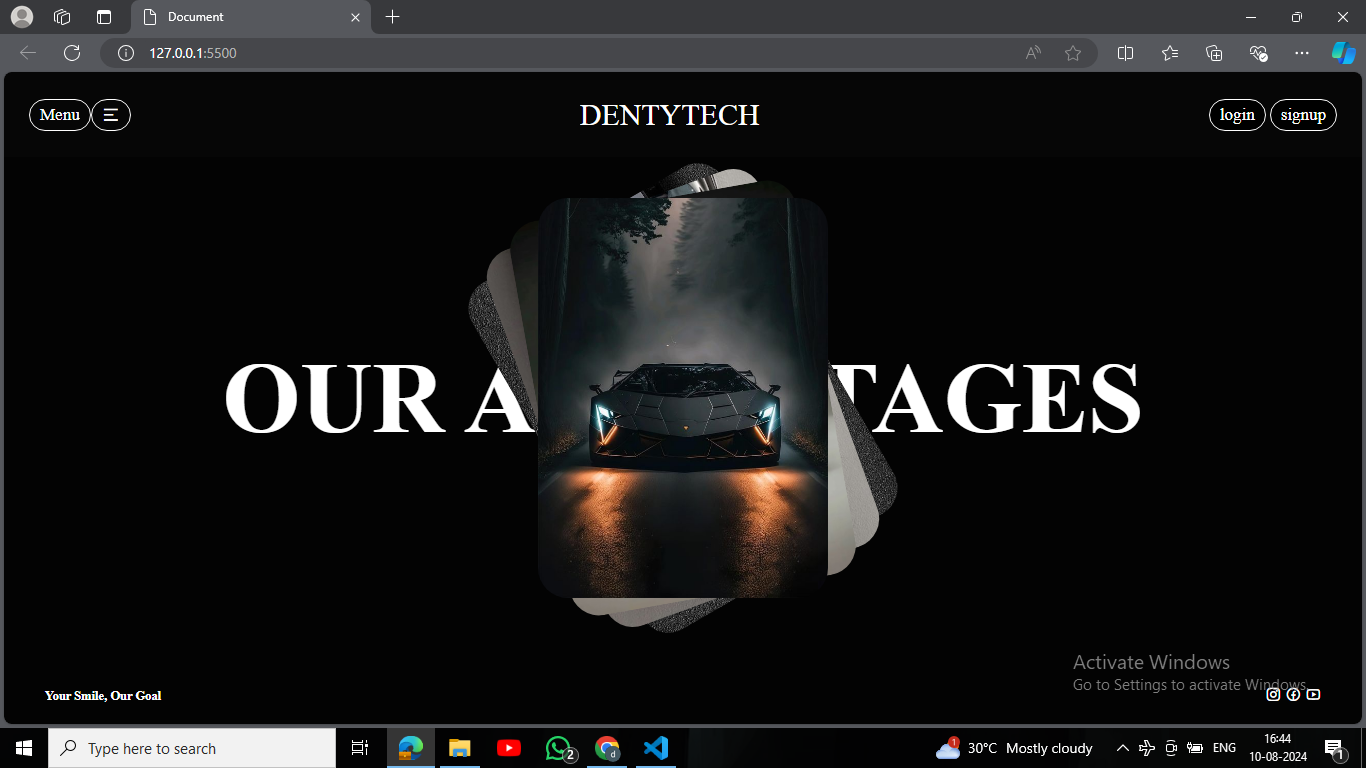 Document
127.0.0.1:5500
Menu
DENTYTECH
login
signup
OUR A
TAGES
Activate Windows
Go to Settings to activate Windows.
Your Smile, Our Goal
Type here to search
2
d
1
30°C Mostly cloudy
ENG
16:44
10-08-2024
1